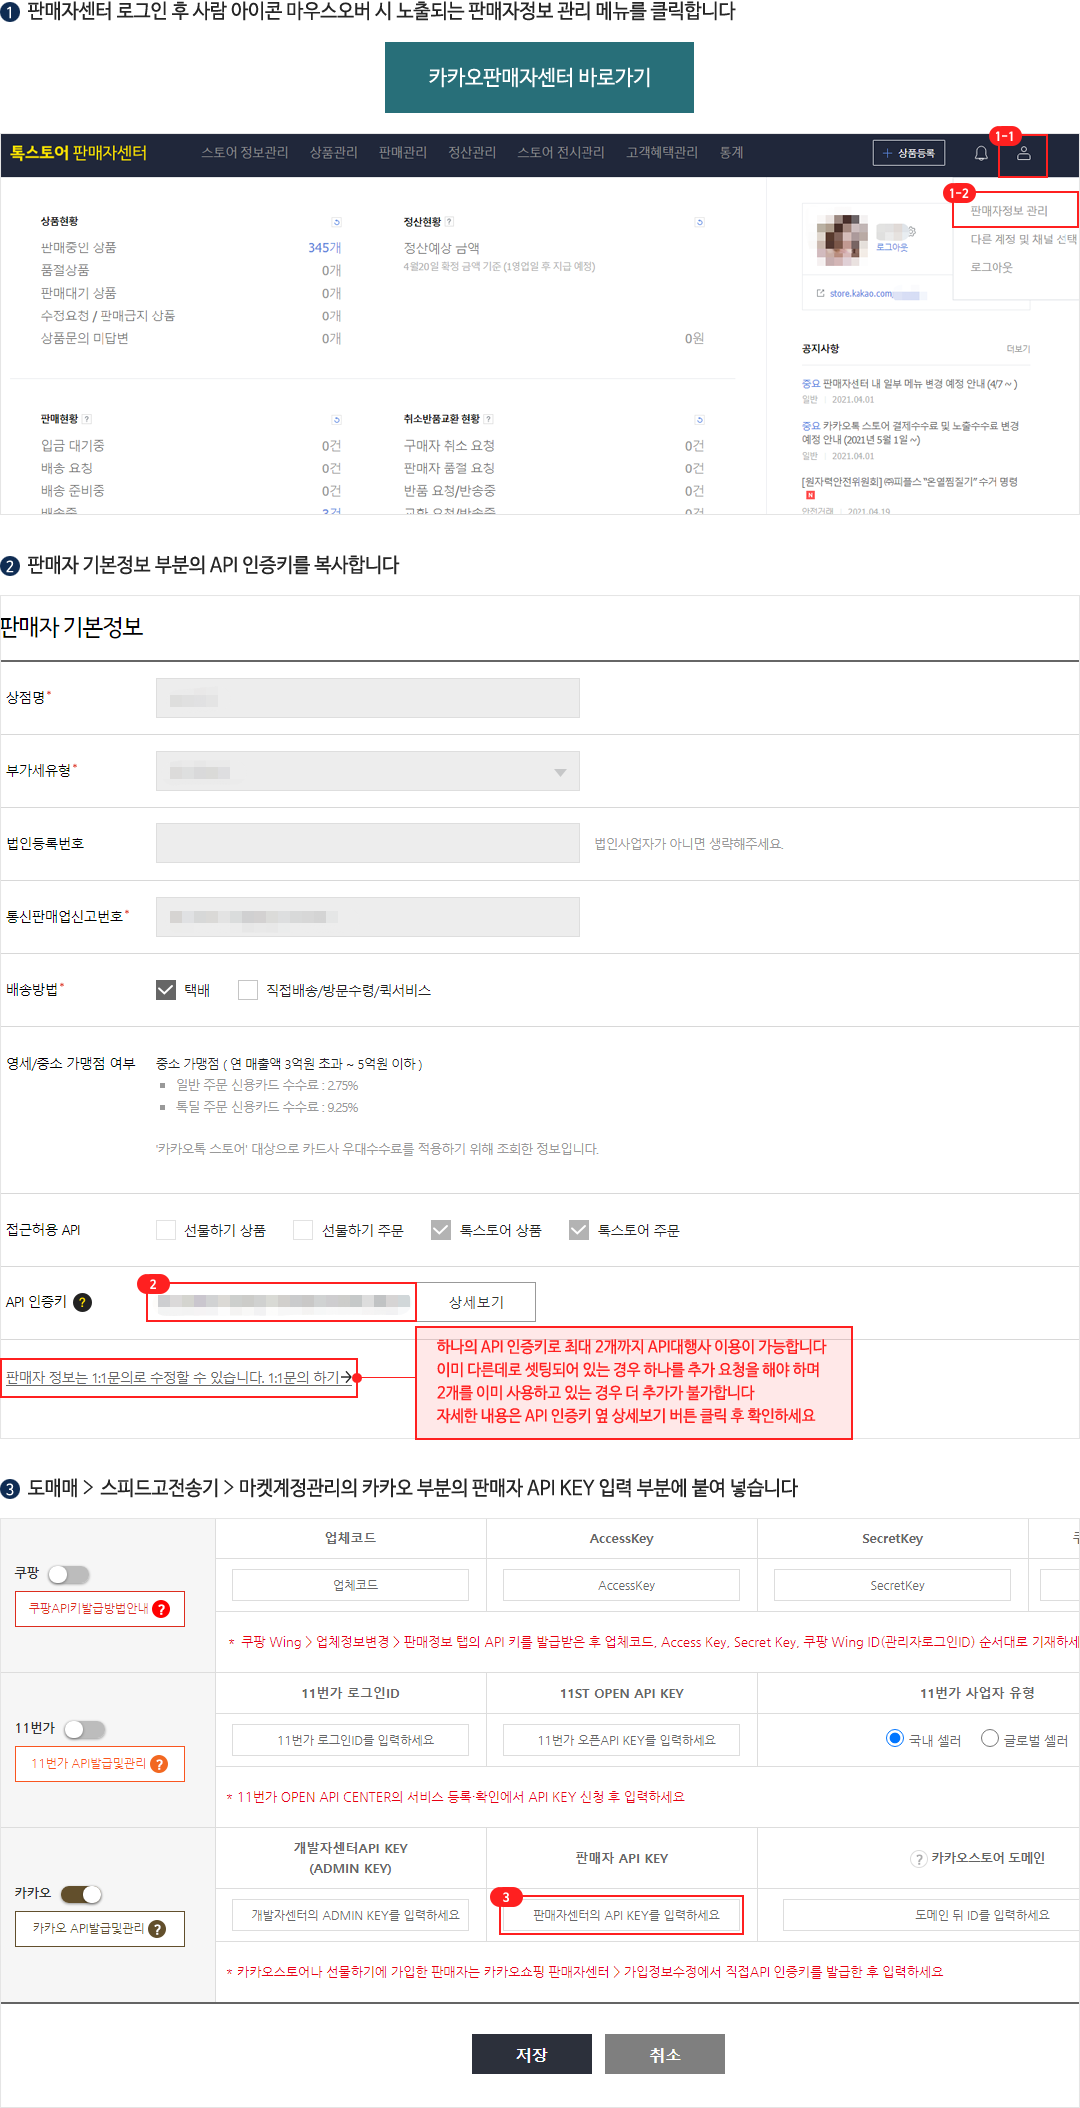 1 판매자센터 로그인 후 사람 아이콘 마우스오버 시 노출되는 판매자정보 관리 메뉴를 클릭합니다
카카오판매자센터 바로가기
톡스토어 판매자센터 스토어 정보관리 상품관리 판매관리 정산관리 스토어 전시관리 고객혜택관리 통계 + 상품등록 1-1
1-2
판매자정보 관리
다른 계정 및 채널 선택
로그아웃
로그아웃
store.kakao.com
상품현황
판매중인 상품 345개
품절상품 0개
판매대기 상품 0개
수정요청 / 판매금지 상품 0개
상품문의 미답변 0개
정산현황 ?
정산예상 금액
4월20일 확정 금액 기준 (1영업일 후 지급 예정)
0원
공지사항 더보기
중요 판매자센터 내 일부 메뉴 변경 예정 안내 (4/7 ~ )
일반 2021.04.01
중요 카카오톡 스토어 결제수수료 및 노출수수료 변경
예정 안내 (2021년 5월 1일 ~)
일반 2021.04.01
[원자력안전위원회] ㈜피플스 "온열찜질기" 수거 명령
N
안전거래 2021.04.19
판매현황 ?
입금 대기중 0건
배송 요청 0건
배송 준비중 0건
배송중 3건
취소반품교환 현황 ?
구매자 취소 요청 0건
판매자 품절 요청 0건
반품 요청/반송중 0건
교환 요청/반송중 0건
2 판매자 기본정보 부분의 API 인증키를 복사합니다
판매자 기본정보
상점명*
부가세유형*
법인등록번호 법인사업자가 아니면 생략해주세요.
통신판매업신고번호*
배송방법* 택배 직접배송/방문수령/퀵서비스
영세/중소 가맹점 여부 중소 가맹점 ( 연 매출액 3억원 초과 ~ 5억원 이하 )
일반 주문 신용카드 수수료 : 2.75%
톡딜 주문 신용카드 수수료 : 9.25%
'카카오톡 스토어' 대상으로 카드사 우대수수료를 적용하기 위해 조회한 정보입니다.
접근허용 API 선물하기 상품 선물하기 주문 톡스토어 상품 톡스토어 주문
2
API 인증키 ? 상세보기
판매자 정보는 1:1문의로 수정할 수 있습니다. 1:1문의 하기→
하나의 API 인증키로 최대 2개까지 API대행사 이용이 가능합니다
이미 다른데로 셋팅되어 있는 경우 하나를 추가 요청을 해야 하며
2개를 이미 사용하고 있는 경우 더 추가가 불가합니다
자세한 내용은 API 인증키 옆 상세보기 버튼 클릭 후 확인하세요
3 도매매 > 스피드고전송기 > 마켓계정관리의 카카오 부분의 판매자 API KEY 입력 부분에 붙여 넣습니다
쿠팡
쿠팡API키발급방법안내 ?
업체코드 AccessKey SecretKey
업체코드 AccessKey SecretKey
* 쿠팡 Wing > 업체정보변경 > 판매정보 탭의 API 키를 발급받은 후 업체코드, Access Key, Secret Key, 쿠팡 Wing ID(관리자로그인ID) 순서대로 기재하세
11번가
11번가 API발급및관리 ?
11번가 로그인ID 11ST OPEN API KEY 11번가 사업자 유형
11번가 로그인ID를 입력하세요 11번가 오픈API KEY를 입력하세요 국내 셀러 글로벌 셀러
* 11번가 OPEN API CENTER의 서비스 등록·확인에서 API KEY 신청 후 입력하세요
카카오
카카오 API발급및관리 ?
개발자센터API KEY
(ADMIN KEY)
판매자 API KEY ? 카카오스토어 도메인
3
개발자센터의 ADMIN KEY를 입력하세요 판매자센터의 API KEY를 입력하세요 도메인 뒤 ID를 입력하세요
* 카카오스토어나 선물하기에 가입한 판매자는 카카오쇼핑 판매자센터 > 가입정보수정에서 직접API 인증키를 발급한 후 입력하세요
저장 취소